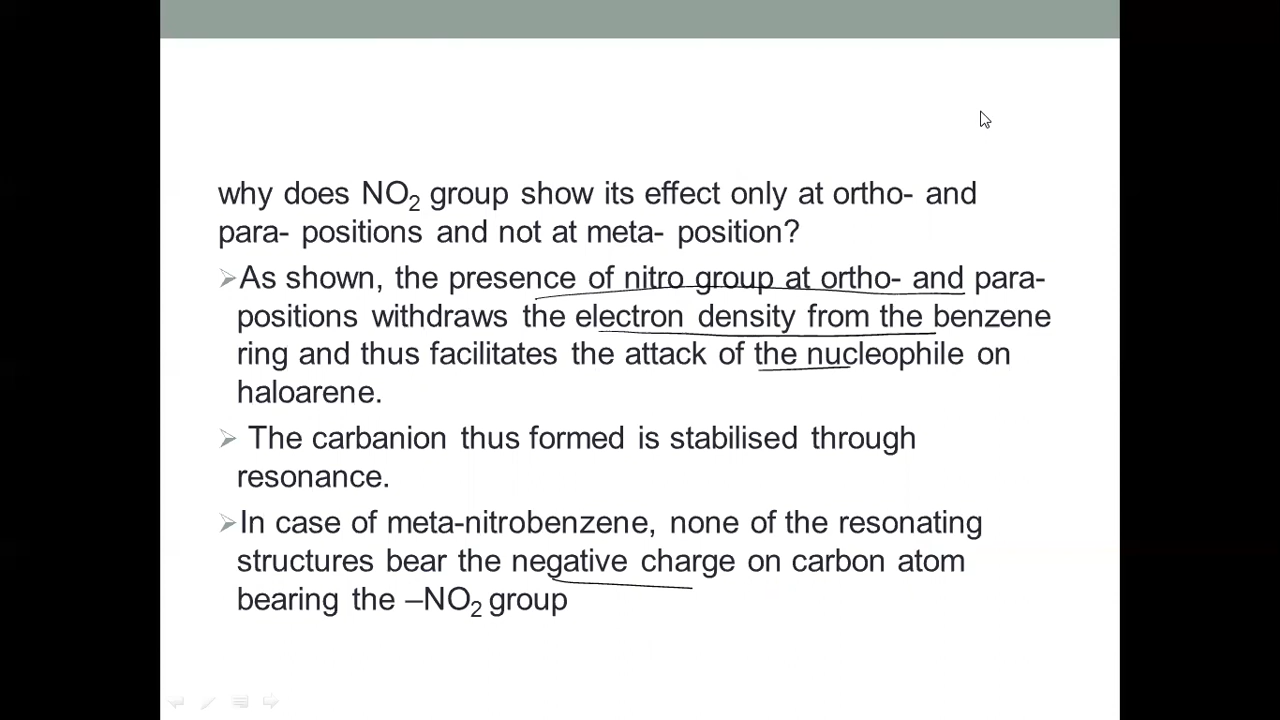 why does NO₂ group show its effect only at ortho- and
para- positions and not at meta- position?
➢As shown, the presence of nitro group at ortho- and para-
positions withdraws the electron density from the benzene
ring and thus facilitates the attack of the nucleophile on
haloarene.
➢ The carbanion thus formed is stabilised through
resonance.
➢In case of meta-nitrobenzene, none of the resonating
structures bear the negative charge on carbon atom
bearing the –NO₂ group